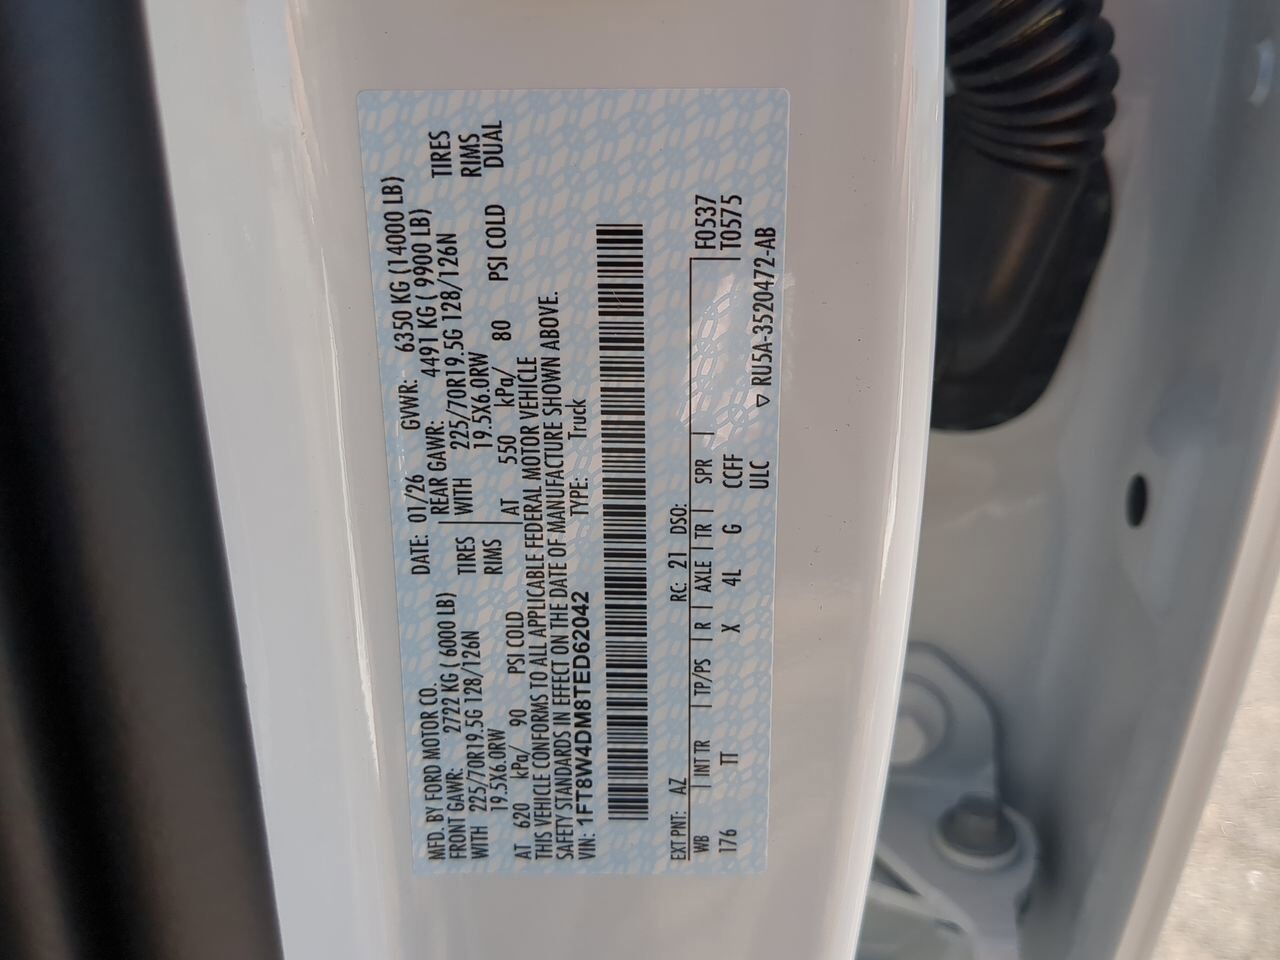 MFD. BY FORD MOTOR CO. DATE: 01/26 GVWR: 6350 KG (14000 LB)
FRONT GAWR: 2722 KG ( 6000 LB) REAR GAWR: 4491 KG ( 9900 LB)
WITH 225/70R19.5G 128/126N TIRES WITH 225/70R19.5G 128/126N TIRES
19.5X6.0RW RIMS 19.5X6.0RW RIMS
AT 620 kPa/ 90 PSI COLD AT 550 kPa/ 80 PSI COLD DUAL
THIS VEHICLE CONFORMS TO ALL APPLICABLE FEDERAL MOTOR VEHICLE
SAFETY STANDARDS IN EFFECT ON THE DATE OF MANUFACTURE SHOWN ABOVE.
VIN: 1FT8W4DM8TED62042 TYPE: Truck
EXT PNT: AZ RC: 21 DSO:
WB INT TR TP/PS R AXLE TR SPR F0537
176 TT X 4L G CCFF T0575
ULC ▽ RU5A-3520472-AB